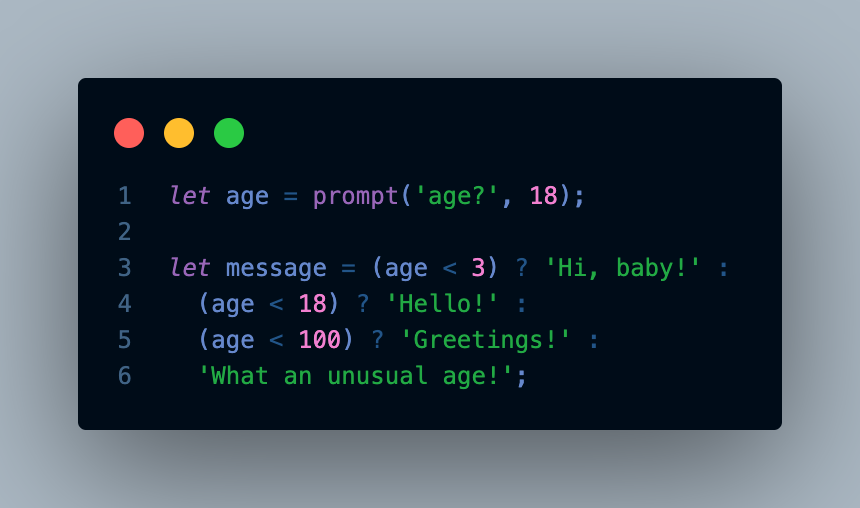 1 let age = prompt('age?', 18);
2
3 let message = (age < 3) ? 'Hi, baby!' :
4   (age < 18) ? 'Hello!' :
5   (age < 100) ? 'Greetings!' :
6   'What an unusual age!';